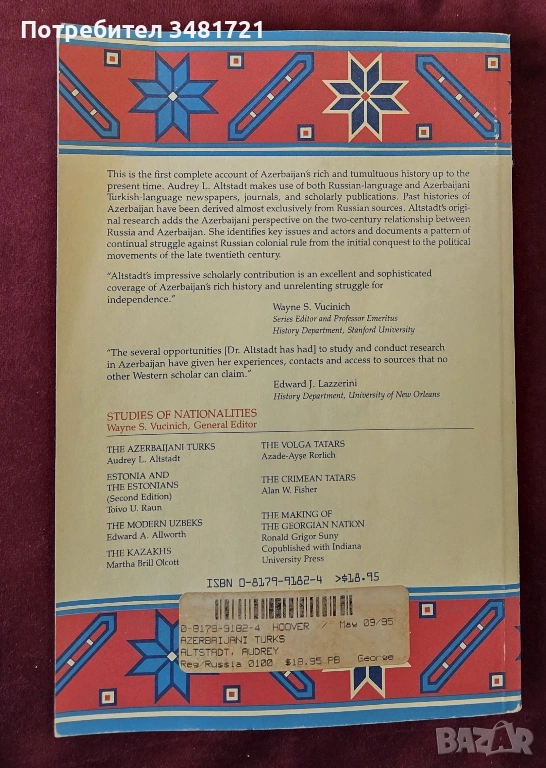 Потребител 3481721
This is the first complete account of Azerbaijan's rich and tumultuous history up to the
present time. Audrey L. Altstadt makes use of both Russian-language and Azerbaijani
Turkish-language newspapers, journals, and scholarly publications. Past histories of
Azerbaijan have been derived almost exclusively from Russian sources. Altstadt's origi-
nal research adds the Azerbaijani perspective on the two-century relationship between
Russia and Azerbaijan. She identifies key issues and actors and documents a pattern of
continual struggle against Russian colonial rule from the initial conquest to the political
movements of the late twentieth century.
"Altstadt's impressive scholarly contribution is an excellent and sophisticated
coverage of Azerbaijan's rich history and unrelenting struggle for
independence."
Wayne S. Vucinich
Series Editor and Professor Emeritus
History Department, Stanford University
"The several opportunities [Dr. Altstadt has had] to study and conduct research
in Azerbaijan have given her experiences, contacts and access to sources that no
other Western scholar can claim."
Edward J. Lazzerini
History Department, University of New Orleans
STUDIES OF NATIONALITIES
Wayne S. Vucinich, General Editor
THE AZERBAIJANI TURKS
Audrey L. Altstadt
ESTONIA AND
THE ESTONIANS
(Second Edition)
Toivo U. Raun
THE MODERN UZBEKS
Edward A. Allworth
THE KAZAKHS
Martha Brill Olcott
THE VOLGA TATARS
Azade-Ayşe Rorlich
THE CRIMEAN TATARS
Alan W. Fisher
THE MAKING OF
THE GEORGIAN NATION
Ronald Grigor Suny
Copublished with Indiana
University Press
ISBN 0-8179-9182-4 >$18.95
0-8179-9182-4 HOOVER // Maw 09/95
AZERBAIJANI TURKS
ALTSTADT, AUDREY
Reg/Russia 0100 $18.95 PB George
BAZAR